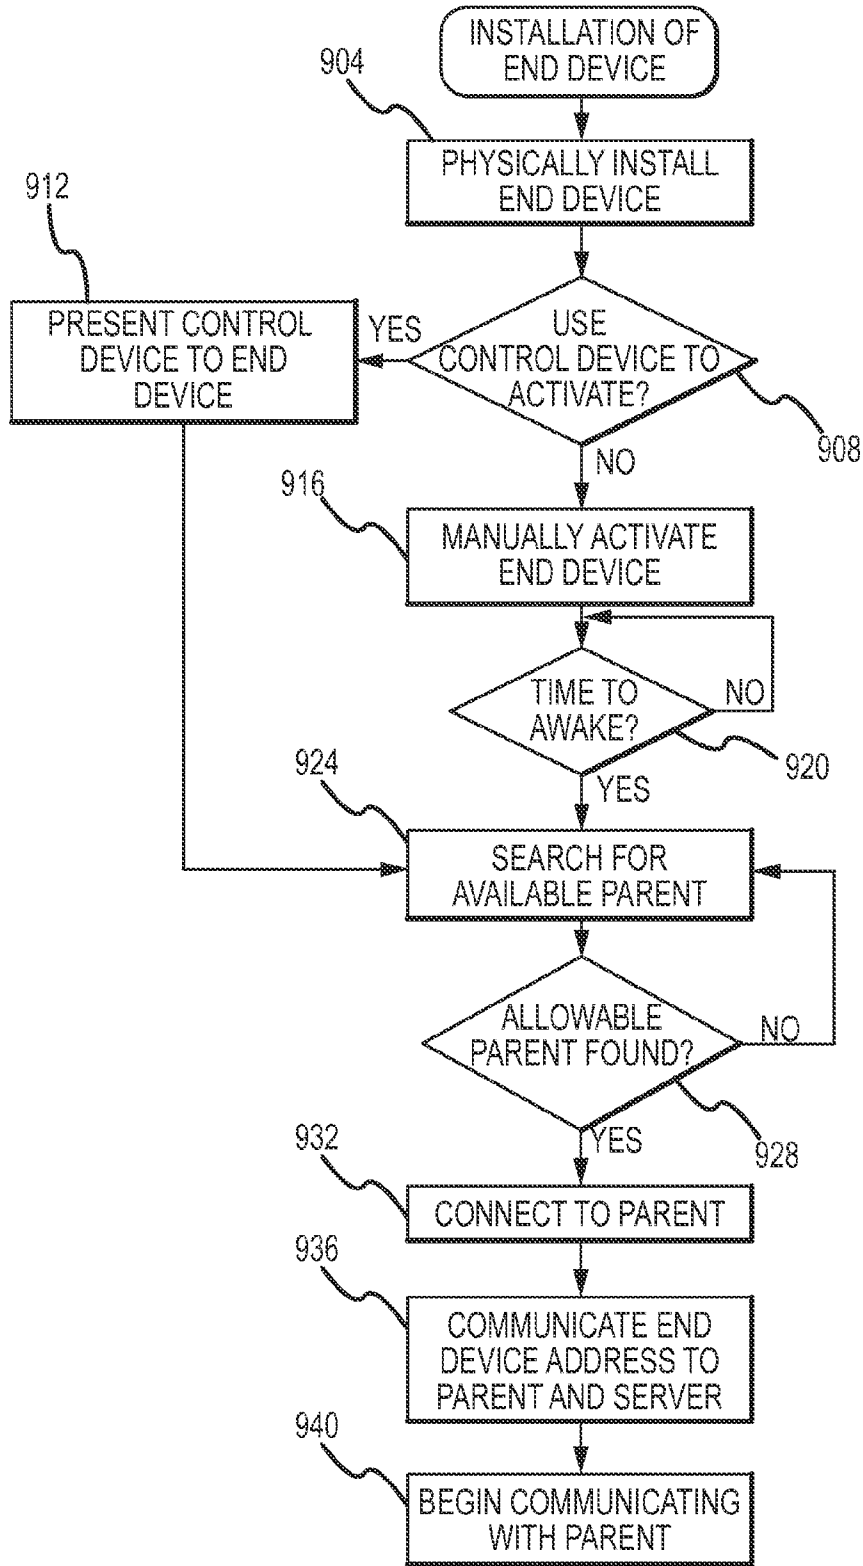 INSTALLATION OF
END DEVICE
904
PHYSICALLY INSTALL
END DEVICE
912
PRESENT CONTROL
DEVICE TO END
DEVICE
YES
USE
CONTROL DEVICE TO
ACTIVATE?
908
NO
916
MANUALLY ACTIVATE
END DEVICE
TIME TO
AWAKE?
NO
920
YES
924
SEARCH FOR
AVAILABLE PARENT
ALLOWABLE
PARENT FOUND?
NO
928
YES
932
CONNECT TO PARENT
936
COMMUNICATE END
DEVICE ADDRESS TO
PARENT AND SERVER
940
BEGIN COMMUNICATING
WITH PARENT